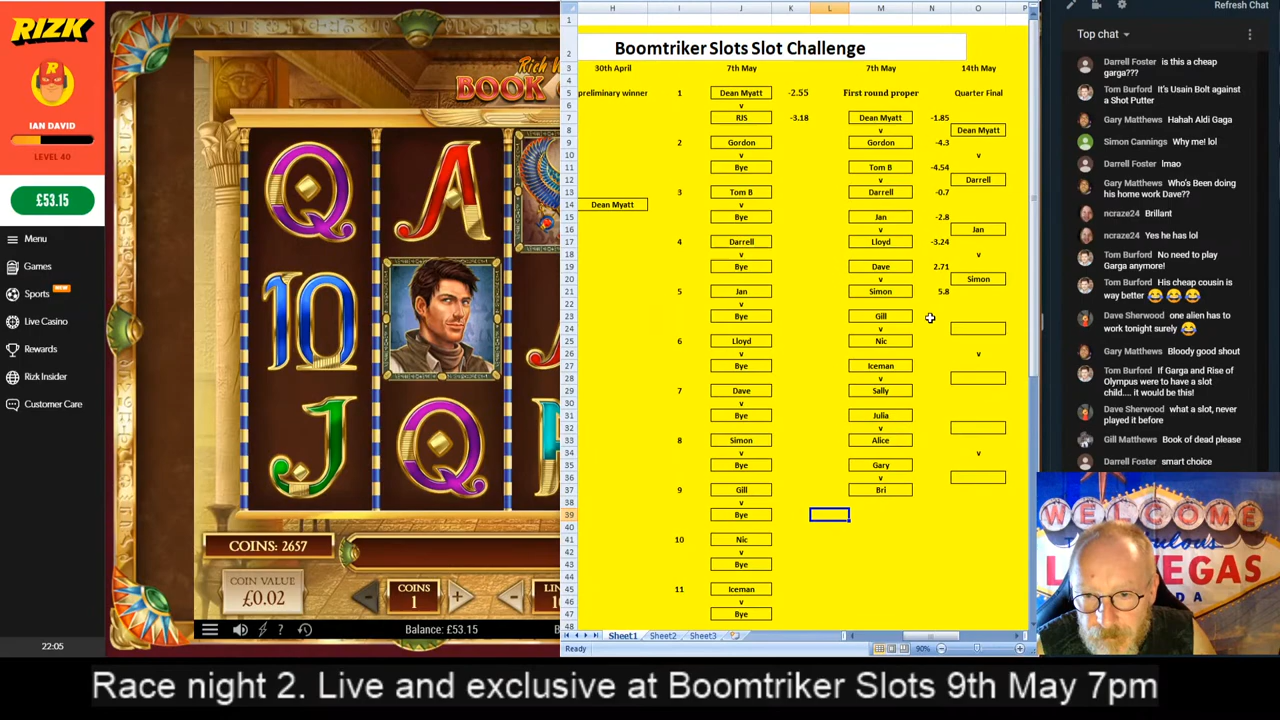 RIZK
IAN DAVID
LEVEL 40
£53.15
Menu
Games
Sports NEW
Live Casino
Rewards
Rizk Insider
Customer Care
22:05
BOOK
Q
A
10
J
Q
COINS: 2657
COIN VALUE
£0.02
COINS
1
Balance: £53.15
H I J K L M N O P
Boomtriker Slots Slot Challenge
30th April 7th May 7th May 14th May
preliminary winner 1 Dean Myatt -2.55 First round proper Quarter Final
v
RJS -3.18 Dean Myatt -1.85
v Dean Myatt
2 Gordon Gordon -4.3
v v
Bye Tom B -4.54
v Darrell
3 Tom B Darrell -0.7
Dean Myatt v
Bye Jan -2.8
v Jan
4 Darrell Lloyd -3.24
v v
Bye Dave 2.71
v Simon
5 Jan Simon 5.8
v
Bye Gill
v
6 Lloyd Nic
v v
Bye Iceman
v
7 Dave Sally
v
Bye Julia
v
8 Simon Alice
v v
Bye Gary
v
9 Gill Bri
v
Bye
10 Nic
v
Bye
11 Iceman
v
Bye
Sheet1 Sheet2 Sheet3
Ready 90%
Refresh Chat
Top chat
Darrell Foster is this a cheap
garga???
Tom Burford It's Usain Bolt against
a Shot Putter
Gary Matthews Hahah Aldi Gaga
Simon Cannings Why me! lol
Darrell Foster lmao
Gary Matthews Who's Been doing
his home work Dave??
ncraze24 Brillant
ncraze24 Yes he has lol
Tom Burford No need to play
Garga anymore!
Tom Burford His cheap cousin is
way better 😂 😂 😂
Dave Sherwood one alien has to
work tonight surely 😂
Gary Matthews Bloody good shout
Tom Burford If Garga and Rise of
Olympus were to have a slot
child.... it would be this!
Dave Sherwood what a slot, never
played it before
Gill Matthews Book of dead please
Darrell Foster smart choice
WELCOME
Fabulous
Race night 2. Live and exclusive at Boomtriker Slots 9th May 7pm